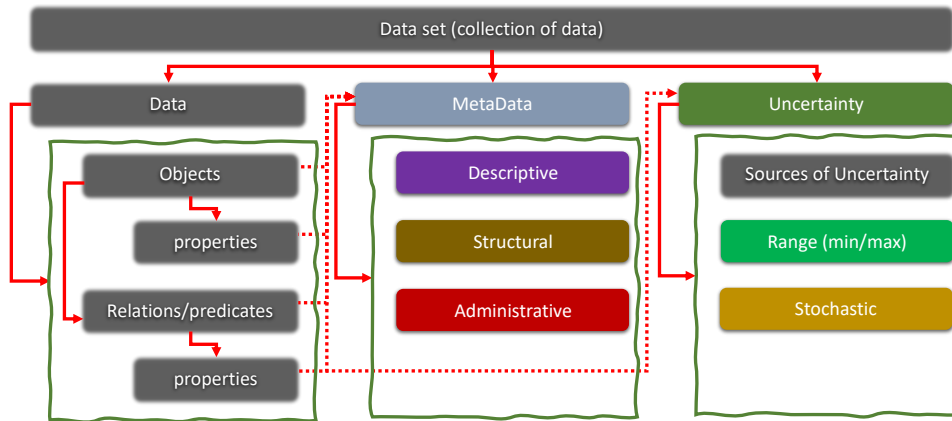 Data set (collection of data)
Data
MetaData
Uncertainty
Objects
properties
Relations/predicates
properties
Descriptive
Structural
Administrative
Sources of Uncertainty
Range (min/max)
Stochastic